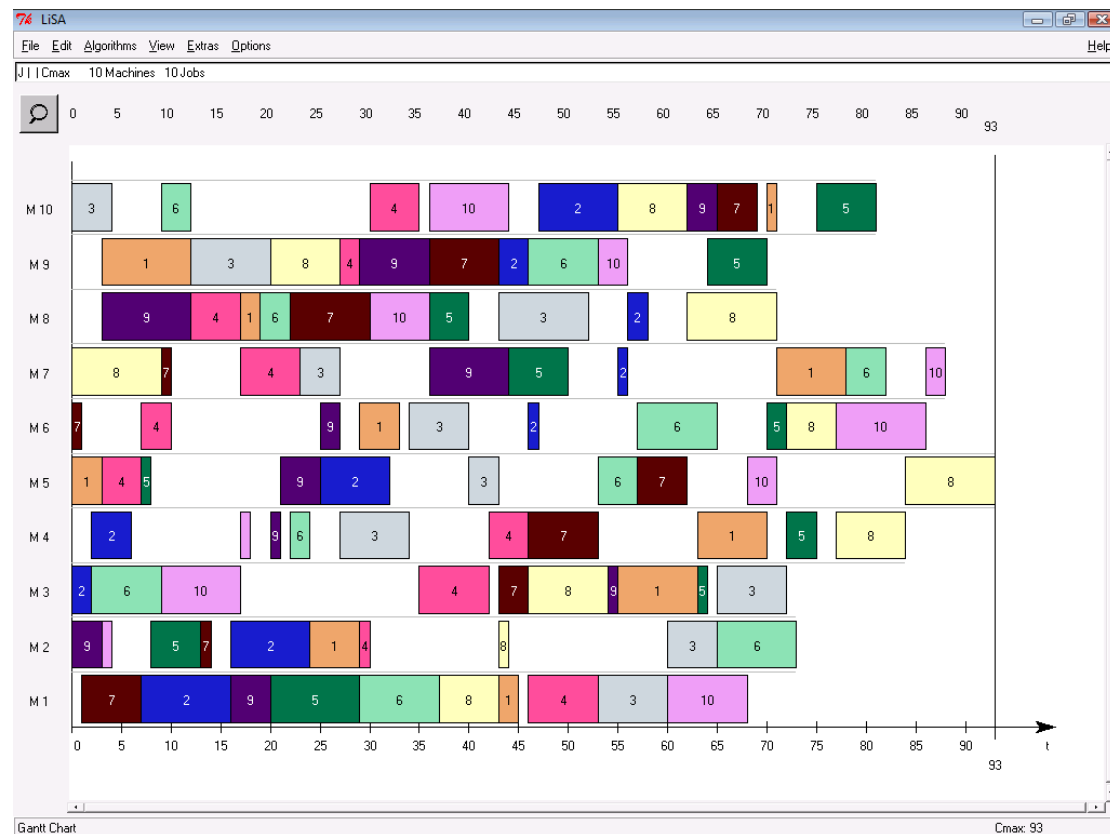 7k LiSA
File Edit Algorithms View Extras Options Help
J | | Cmax 10 Machines 10 Jobs
0 5 10 15 20 25 30 35 40 45 50 55 60 65 70 75 80 85 90
93
M 10 3 6 4 10 2 8 9 7 1 5
M 9 1 3 8 4 9 7 2 6 10 5
M 8 9 4 1 6 7 10 5 3 2 8
M 7 8 7 4 3 9 5 2 1 6 10
M 6 7 4 9 1 3 2 6 5 8 10
M 5 1 4 5 9 2 3 6 7 10 8
M 4 2 9 6 3 4 7 1 5 8
M 3 2 6 10 4 7 8 9 1 5 3
M 2 9 5 7 2 1 4 8 3 6
M 1 7 2 9 5 6 8 1 4 3 10
0 5 10 15 20 25 30 35 40 45 50 55 60 65 70 75 80 85 90 t
93
Gantt Chart Cmax: 93